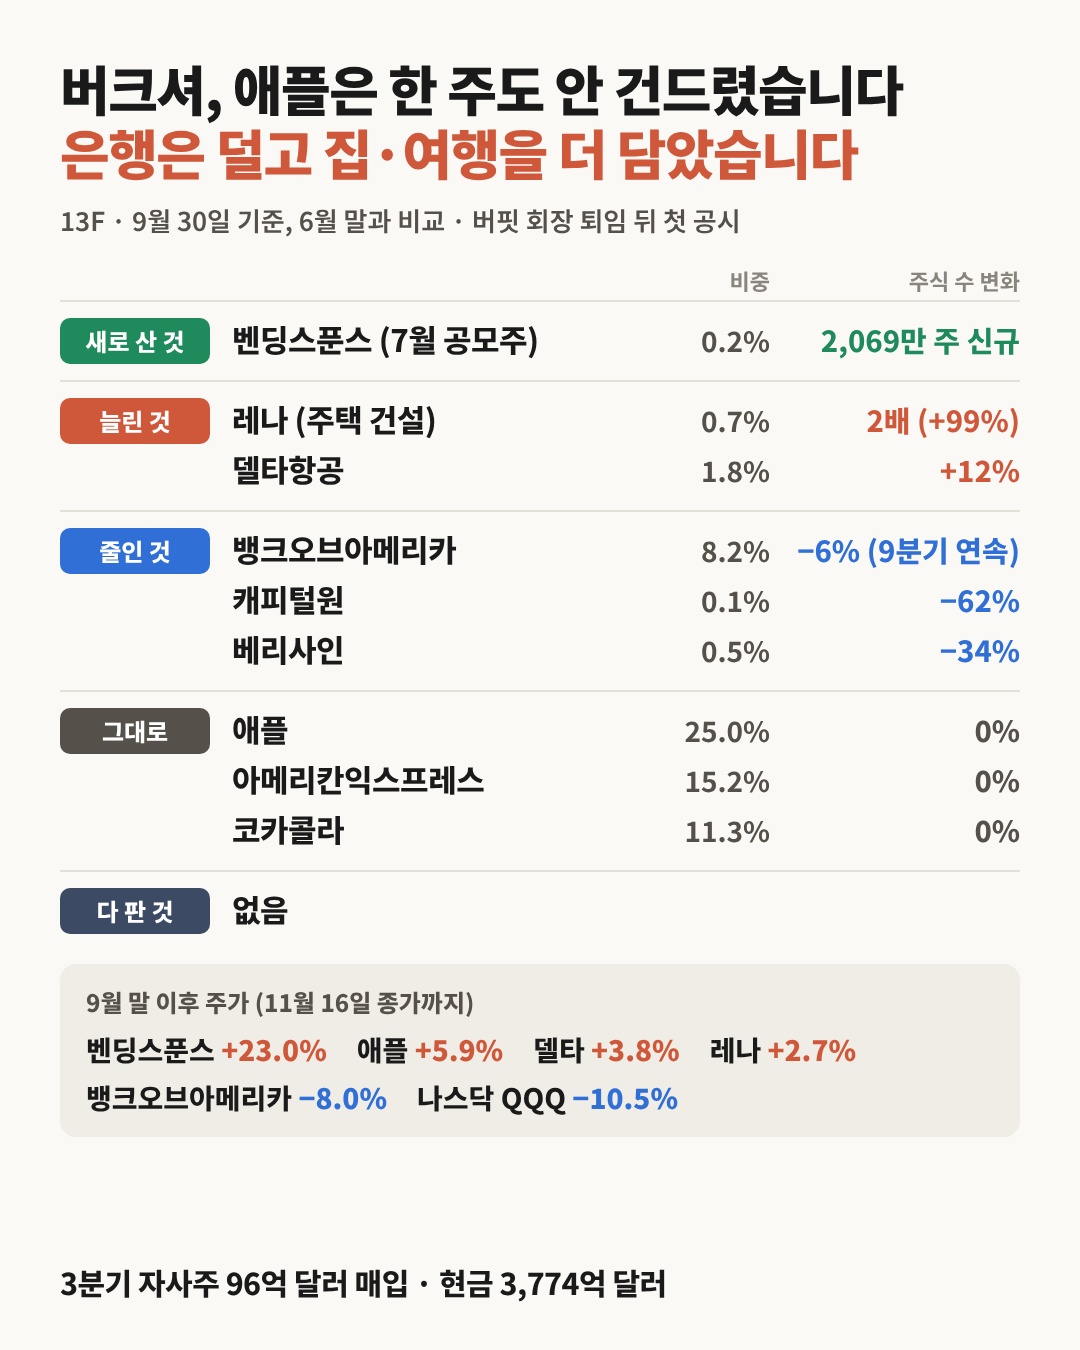 버크셔, 애플은 한 주도 안 건드렸습니다
은행은 덜고 집·여행을 더 담았습니다
13F · 9월 30일 기준, 6월 말과 비교 · 버핏 회장 퇴임 뒤 첫 공시
비중 주식 수 변화
새로 산 것 벤딩스푼스 (7월 공모주) 0.2% 2,069만 주 신규
늘린 것 레나 (주택 건설) 0.7% 2배 (+99%)
델타항공 1.8% +12%
줄인 것 뱅크오브아메리카 8.2% −6% (9분기 연속)
캐피털원 0.1% −62%
베리사인 0.5% −34%
그대로 애플 25.0% 0%
아메리칸익스프레스 15.2% 0%
코카콜라 11.3% 0%
다 판 것 없음
9월 말 이후 주가 (11월 16일 종가까지)
벤딩스푼스 +23.0% 애플 +5.9% 델타 +3.8% 레나 +2.7%
뱅크오브아메리카 −8.0% 나스닥 QQQ −10.5%
3분기 자사주 96억 달러 매입 · 현금 3,774억 달러